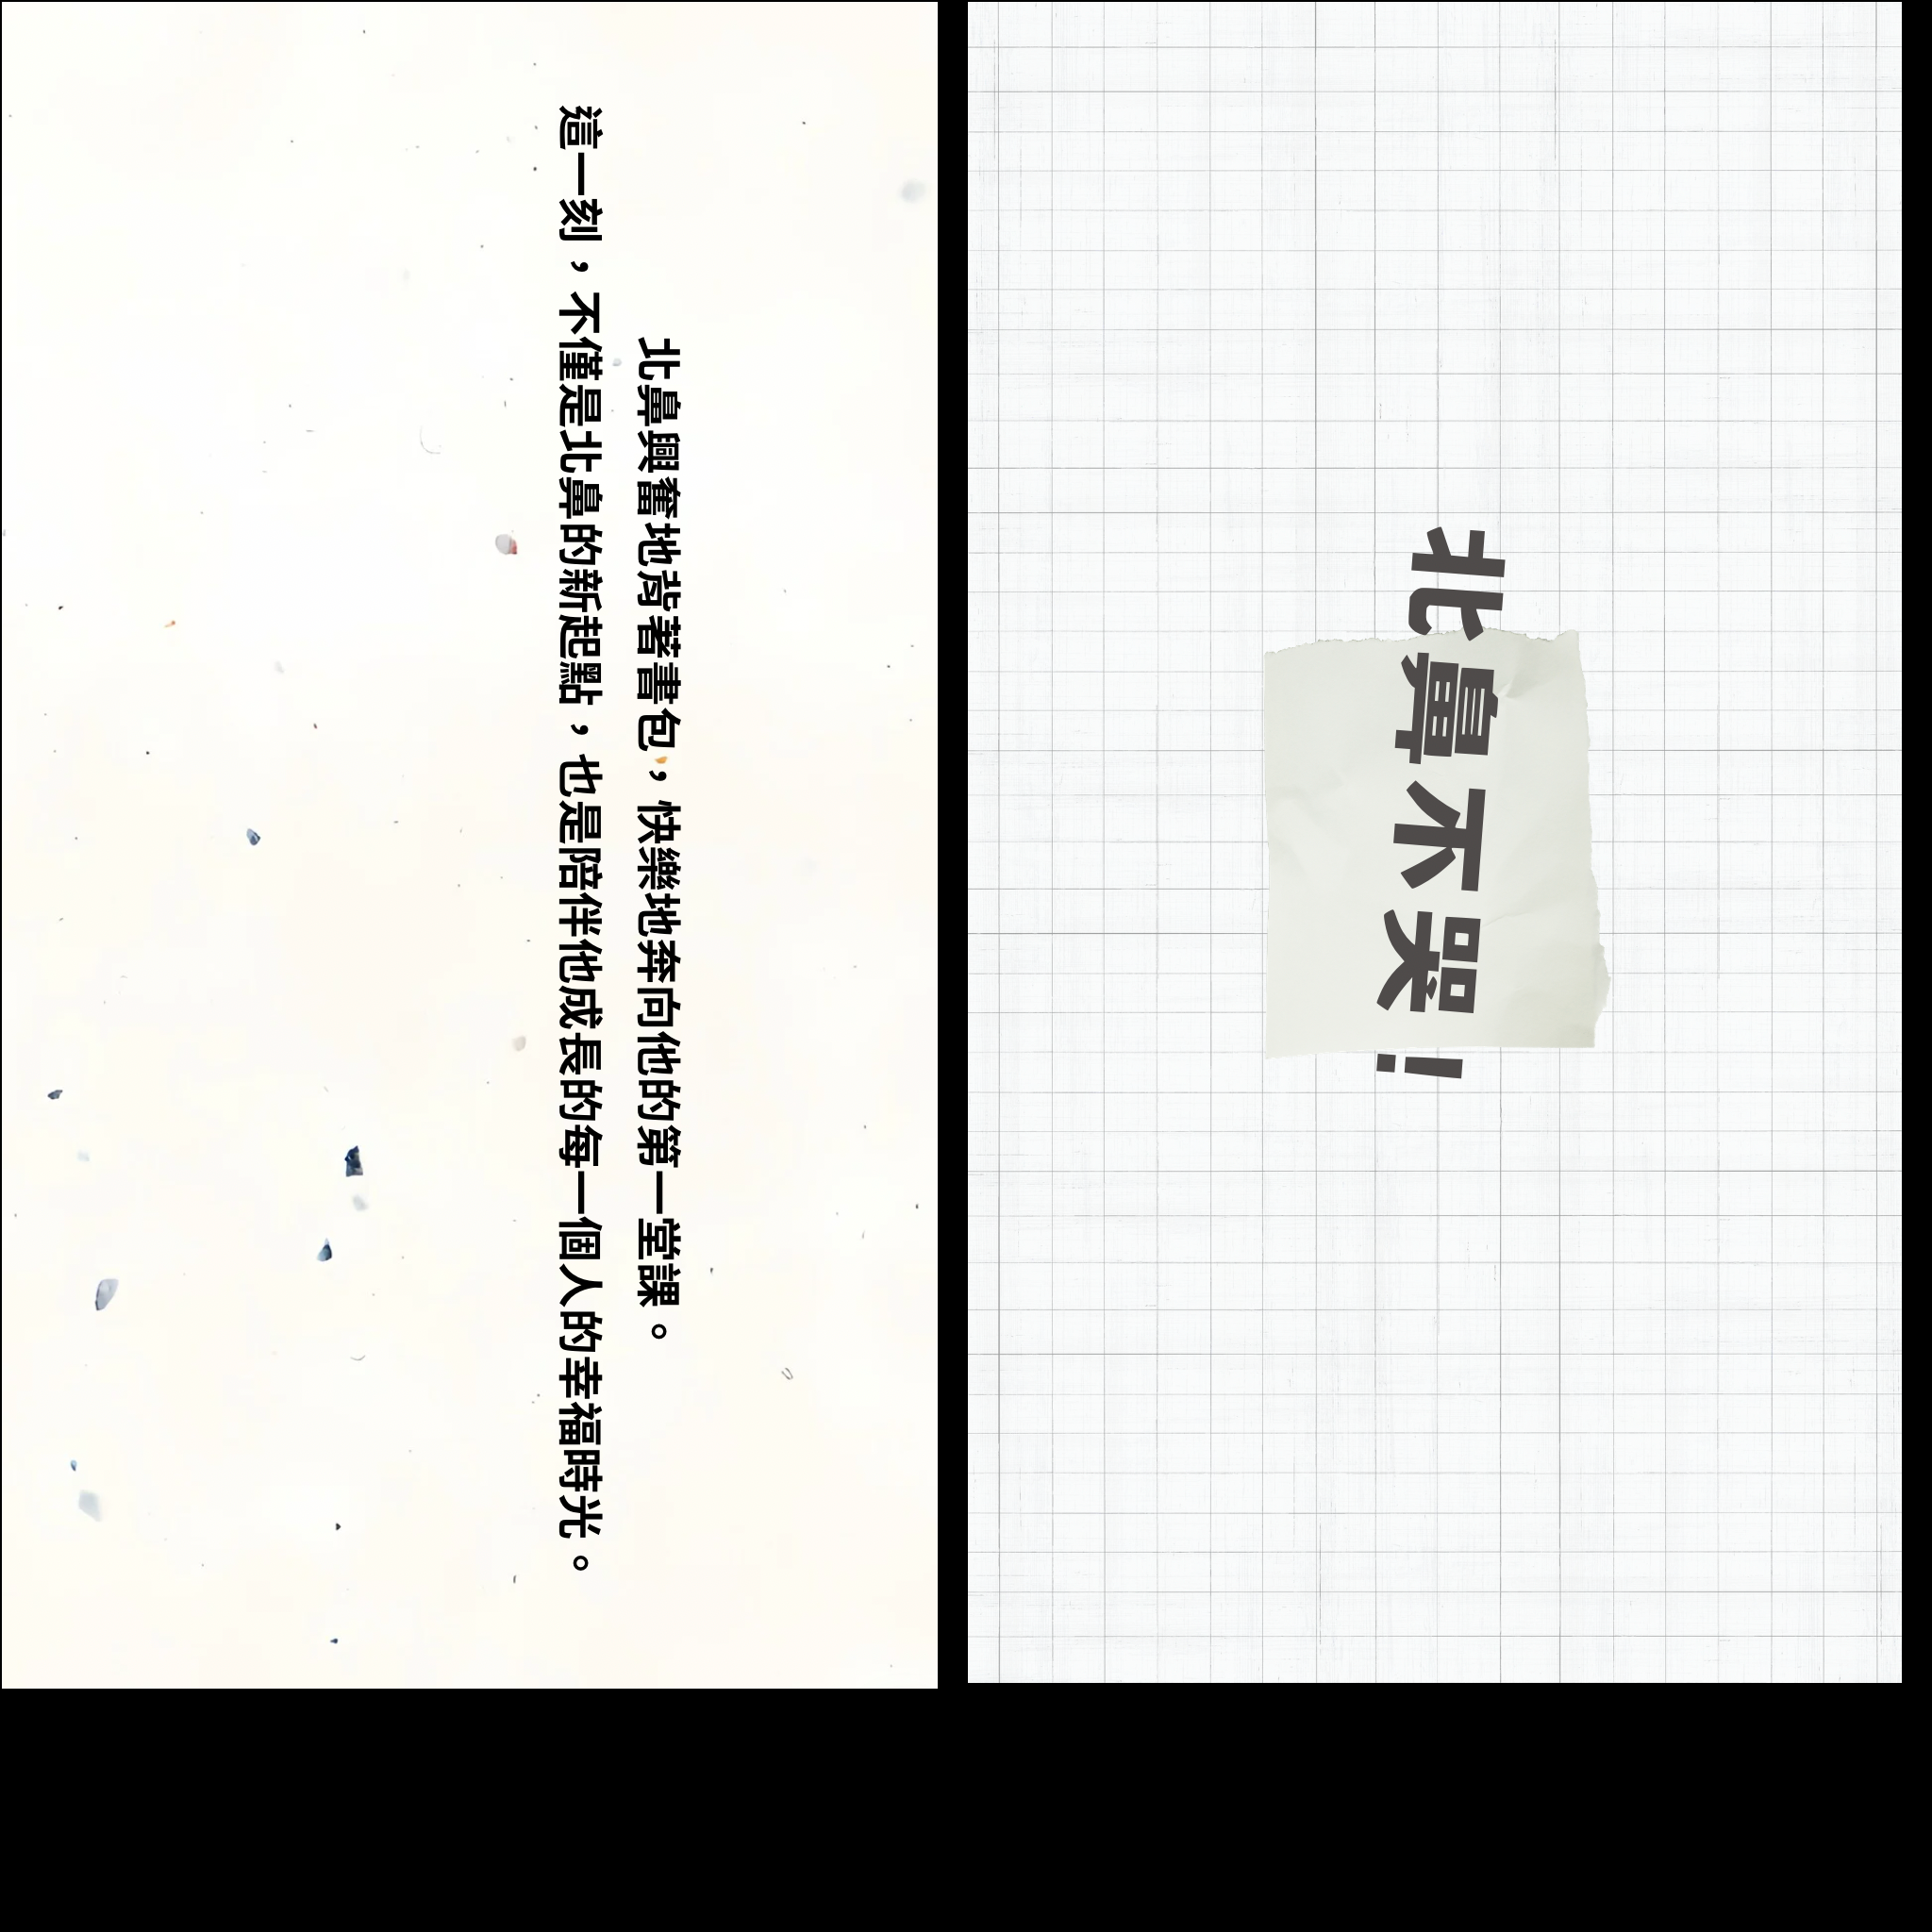 北鼻興奮地背著書包，快樂地奔向他的第一堂課。
這一刻，不僅是北鼻的新起點，也是陪伴他成長的每一個人的幸福時光。
北鼻不哭！